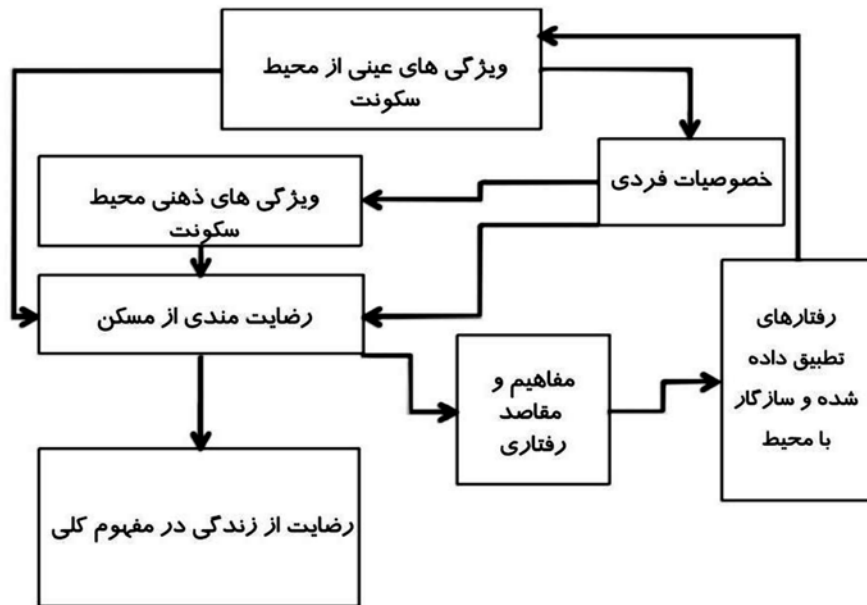 ویژگی های عینی از محیط
سکونت
خصوصیات فردی
ویژگی های ذهنی محیط
سکونت
رضایت مندی از مسکن
رفتارهای
تطبیق داده
شده و سازگار
با محیط
مفاهیم و
مقاصد
رفتاری
رضایت از زندگی در مفهوم کلی